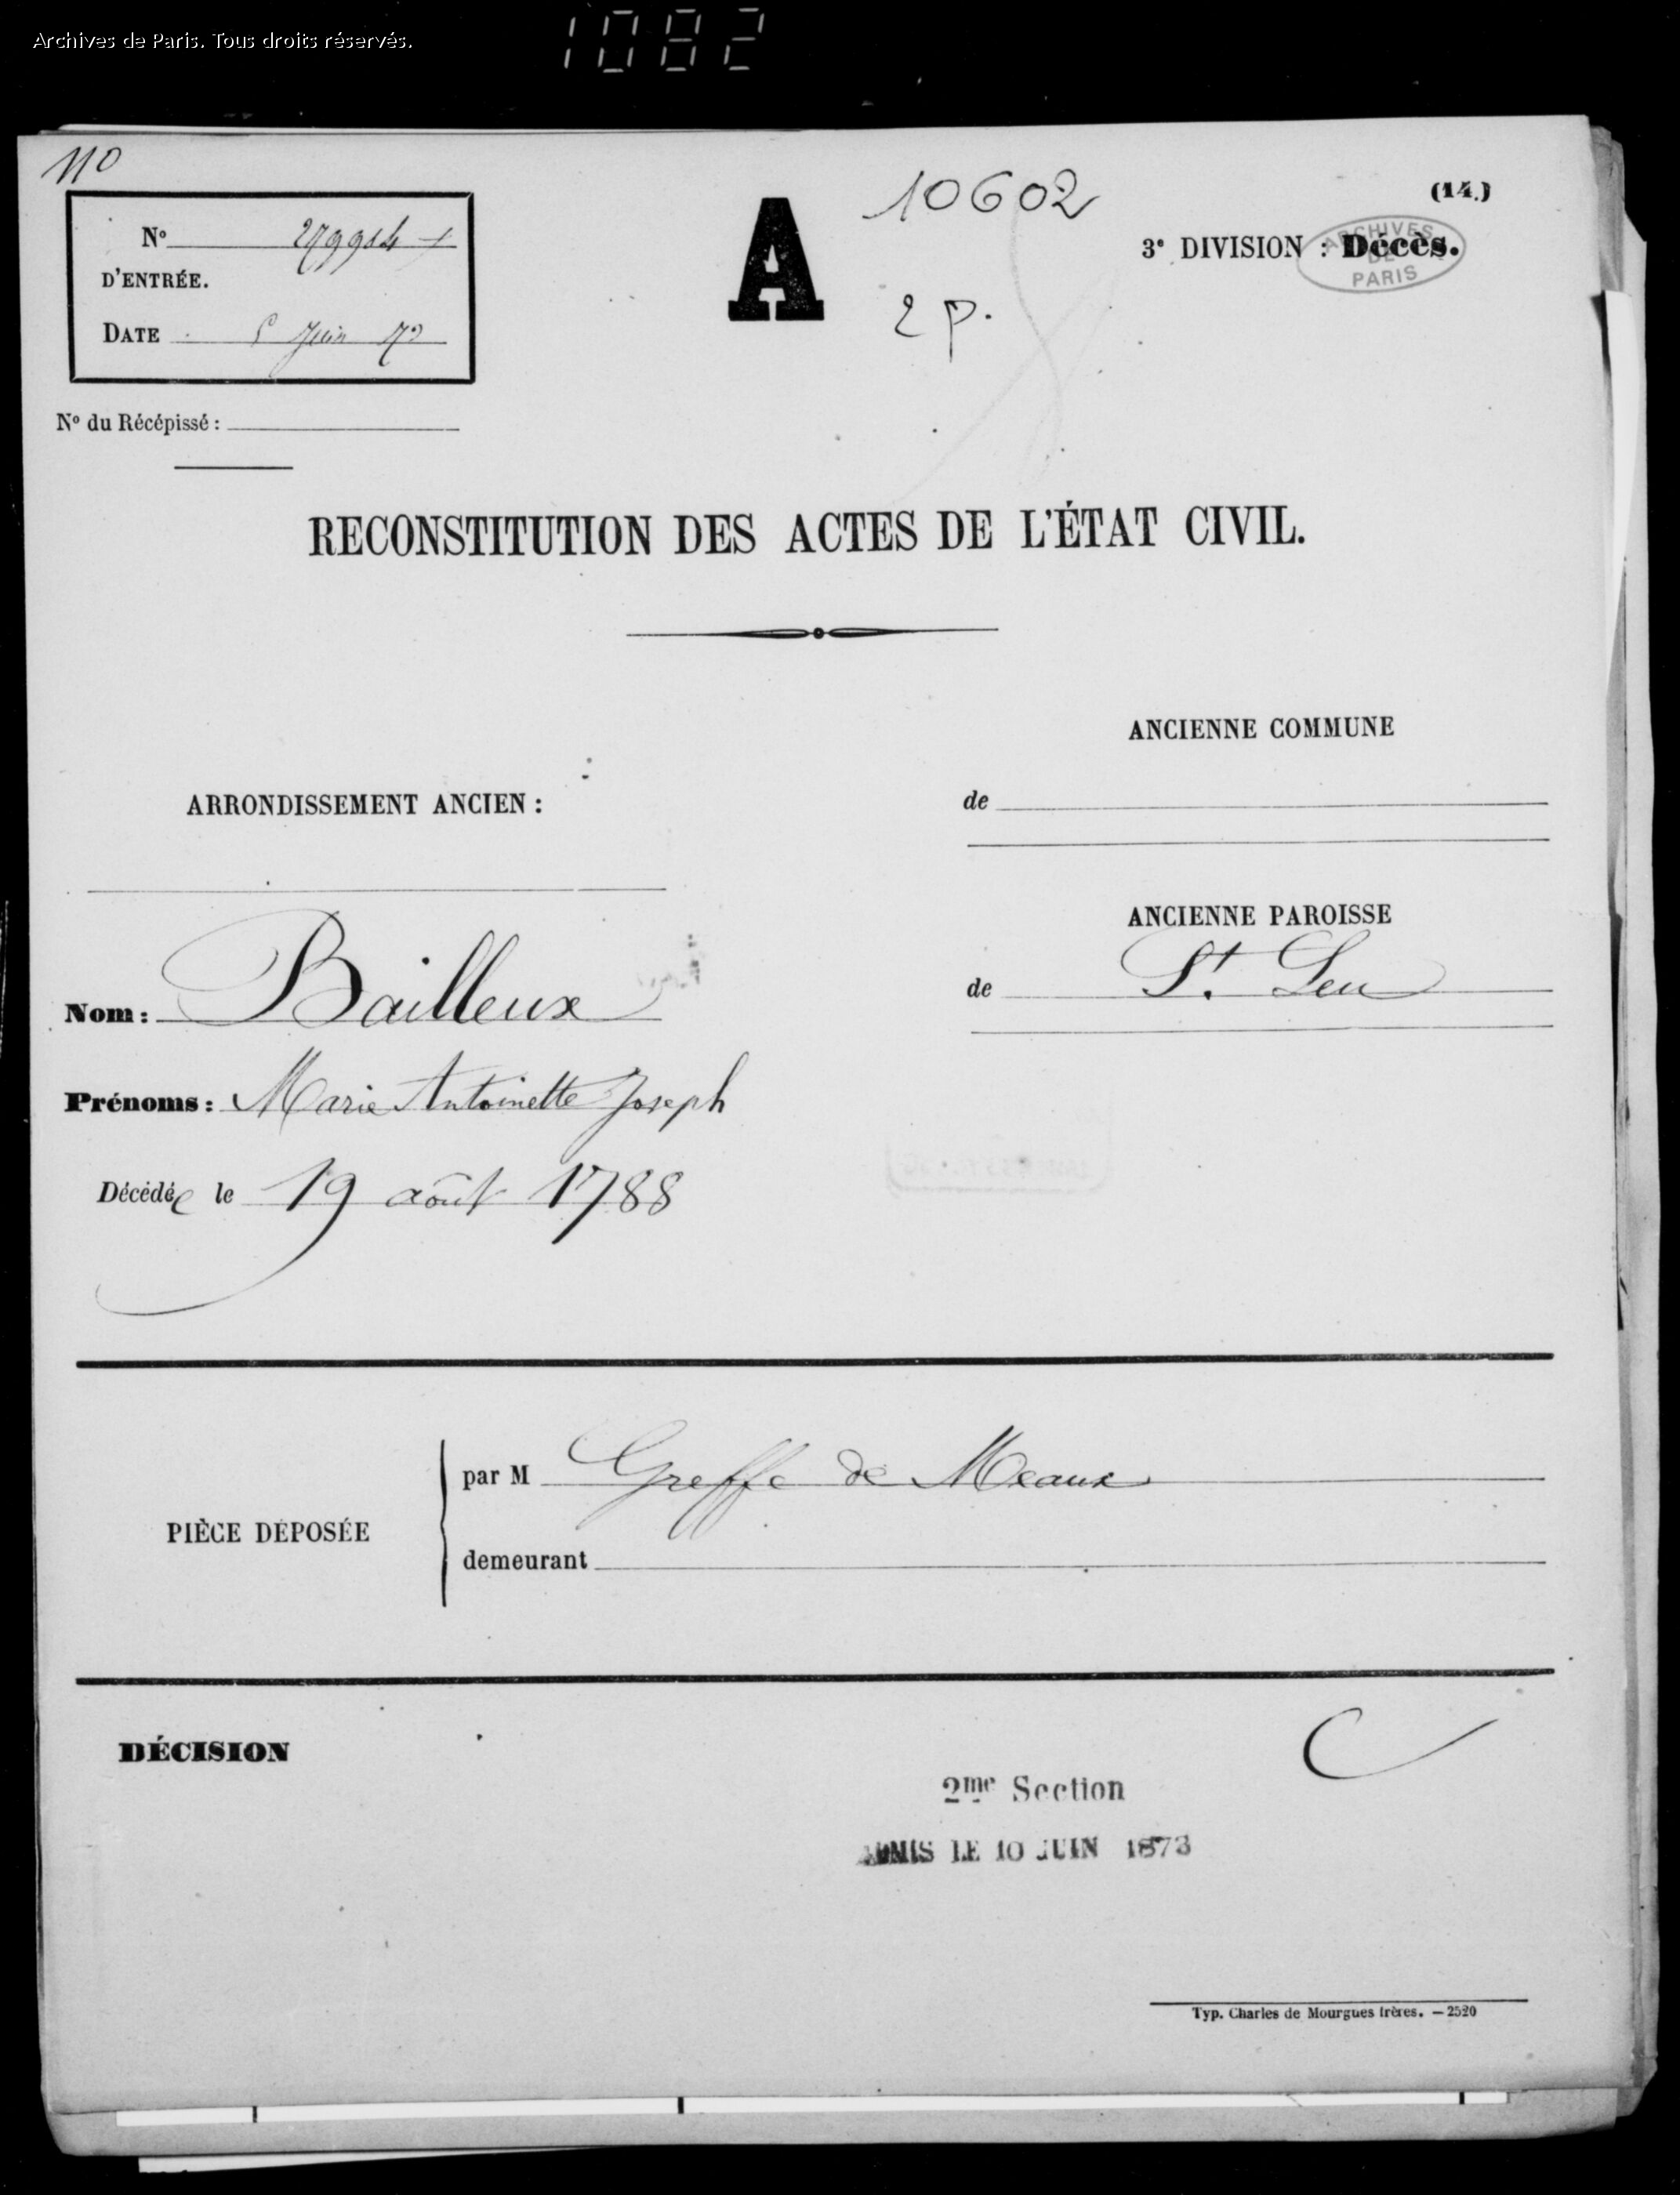 Archives de Paris. Tous droits réservés.
1082
110
10602
(14.)
N°
D'ENTRÉE.
DATE Juin
A
3e DIVISION : Décès.
ARCHIVES
DE
PARIS
2 p.
N° du Récépissé :
RECONSTITUTION DES ACTES DE L'ÉTAT CIVIL.
ANCIENNE COMMUNE
de
ARRONDISSEMENT ANCIEN :
ANCIENNE PAROISSE
de St. Leu
Nom : Bailleux
Prénoms : Marie Antoinette Joseph
Décédée le 19 août 1788
PIÈCE DÉPOSÉE
par M Greffe de Meaux
demeurant
DÉCISION
C
2me Section
ADMIS LE 10 JUIN 1873
Typ. Charles de Mourgues frères. — 2520